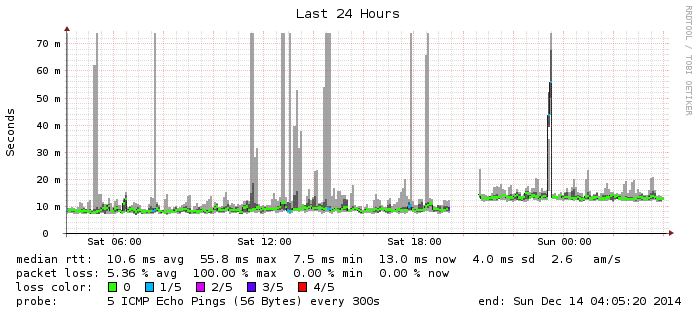 Last 24 Hours
RRDTOOL / TOBI OETIKER
Seconds
70 m
60 m
50 m
40 m
30 m
20 m
10 m
0
Sat 06:00 Sat 12:00 Sat 18:00 Sun 00:00
median rtt: 10.6 ms avg 55.8 ms max 7.5 ms min 13.0 ms now 4.0 ms sd 2.6 am/s
packet loss: 5.36 % avg 100.00 % max 0.00 % min 0.00 % now
loss color: 0 1/5 2/5 3/5 4/5
probe: 5 ICMP Echo Pings (56 Bytes) every 300s end: Sun Dec 14 04:05:20 2014